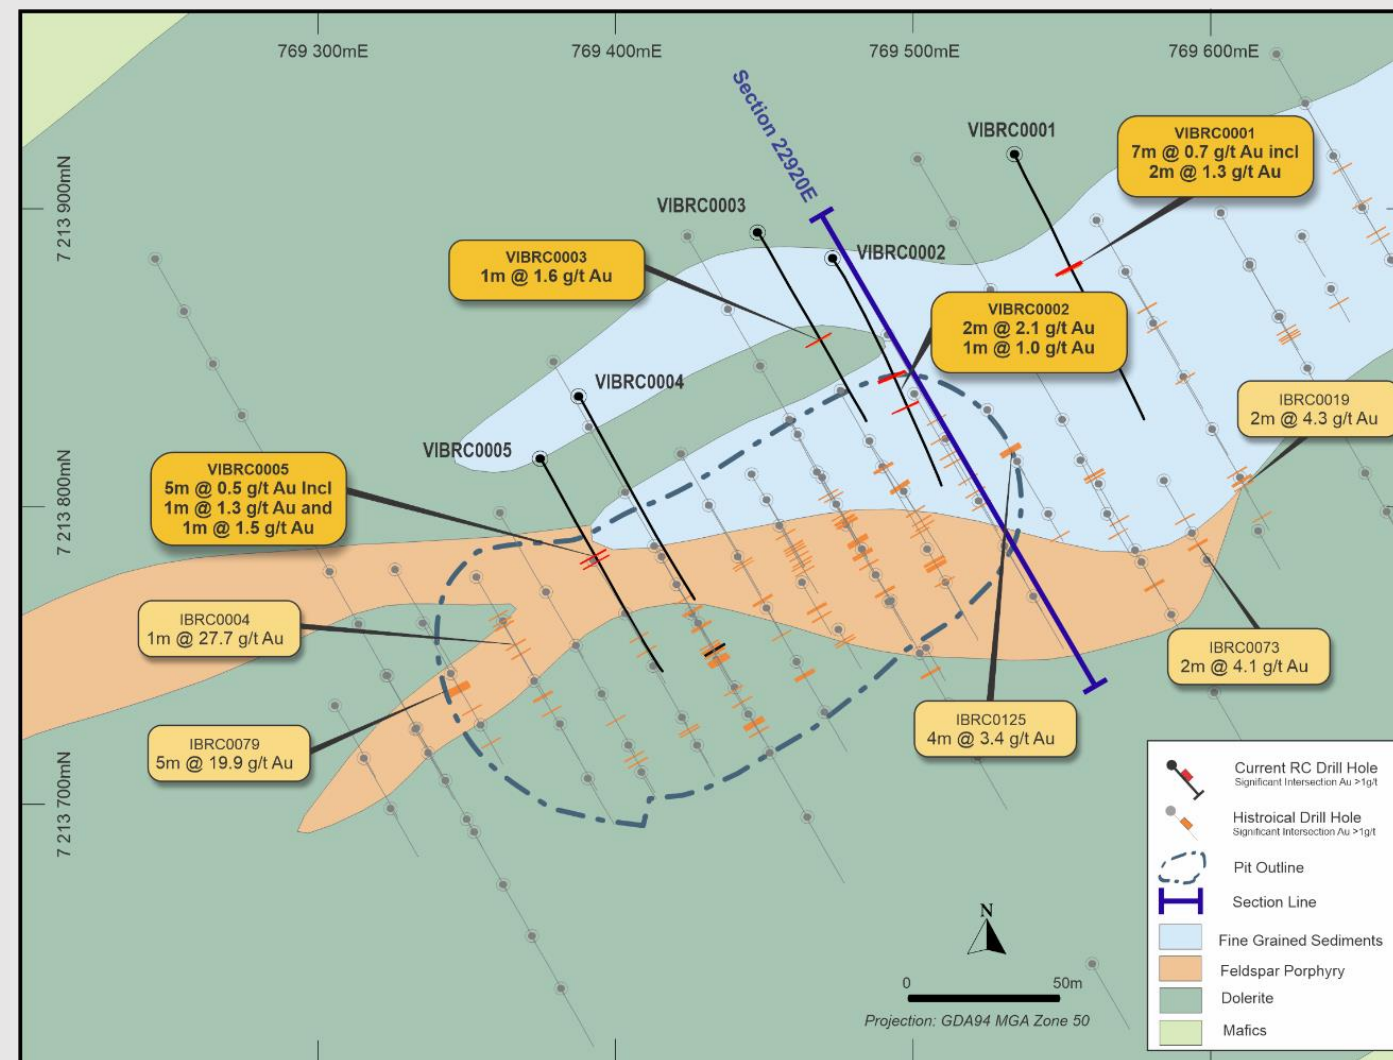 769 300mE
769 400mE
769 500mE
769 600mE
7 213 900mN
7 213 800mN
7 213 700mN
Section 22920E
VIBRC0001
VIBRC0001
7m @ 0.7 g/t Au incl
2m @ 1.3 g/t Au
VIBRC0003
VIBRC0003
1m @ 1.6 g/t Au
VIBRC0002
VIBRC0002
2m @ 2.1 g/t Au
1m @ 1.0 g/t Au
VIBRC0004
IBRC0019
2m @ 4.3 g/t Au
VIBRC0005
VIBRC0005
5m @ 0.5 g/t Au Incl
1m @ 1.3 g/t Au and
1m @ 1.5 g/t Au
IBRC0004
1m @ 27.7 g/t Au
IBRC0073
2m @ 4.1 g/t Au
IBRC0125
4m @ 3.4 g/t Au
IBRC0079
5m @ 19.9 g/t Au
N
0
50m
Projection: GDA94 MGA Zone 50
Current RC Drill Hole
Significant Intersection Au >1g/t
Histroical Drill Hole
Significant Intersection Au >1g/t
Pit Outline
Section Line
Fine Grained Sediments
Feldspar Porphyry
Dolerite
Mafics